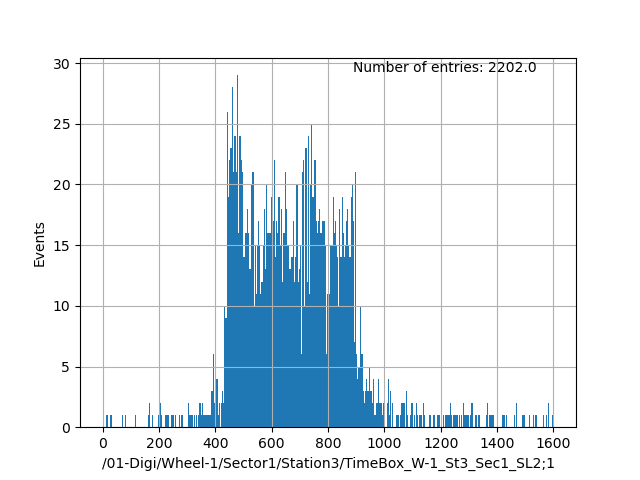 Number of entries: 2202.0
30
25
20
15
10
5
0
Events
0 200 400 600 800 1000 1200 1400 1600
/01-Digi/Wheel-1/Sector1/Station3/TimeBox_W-1_St3_Sec1_SL2;1